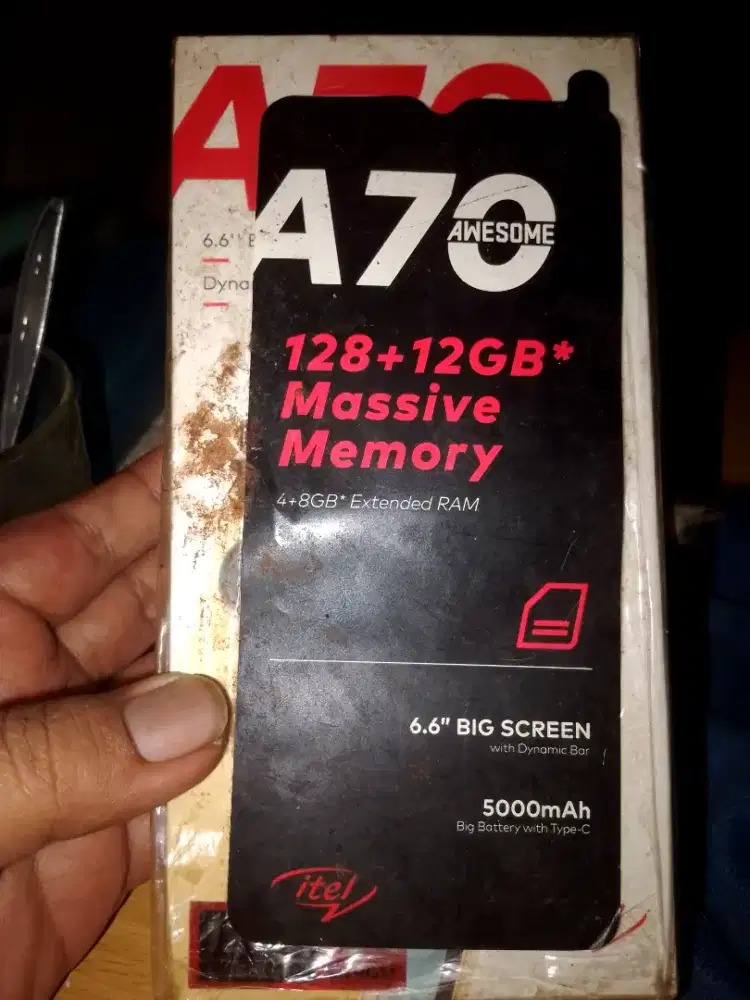 A70
6.6"
Dyna
A70
AWESOME
128+12GB*
Massive
Memory
4+8GB* Extended RAM
6.6" BIG SCREEN
with Dynamic Bar
5000mAh
Big Battery with Type-C
itel